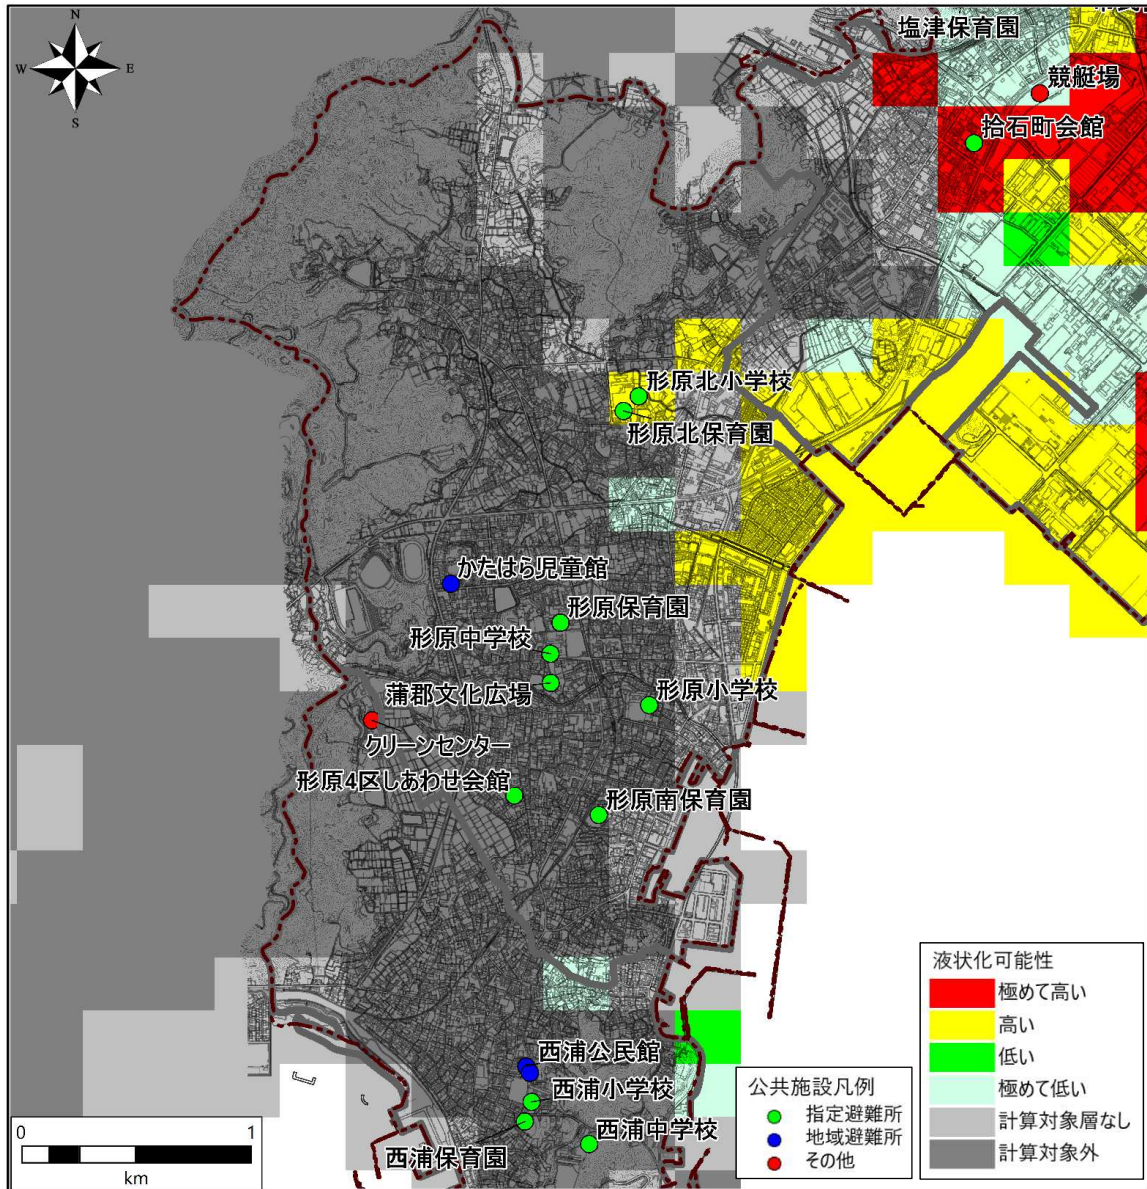 N
W
E
S
塩津保育園
競艇場
拾石町会館
形原北小学校
形原北保育園
かたはら児童館
形原保育園
形原中学校
蒲郡文化広場
形原小学校
クリーンセンター
形原4区しあわせ会館
形原南保育園
西浦公民館
西浦小学校
西浦中学校
西浦保育園
0
1
km
公共施設凡例
指定避難所
地域避難所
その他
液状化可能性
極めて高い
高い
低い
極めて低い
計算対象層なし
計算対象外